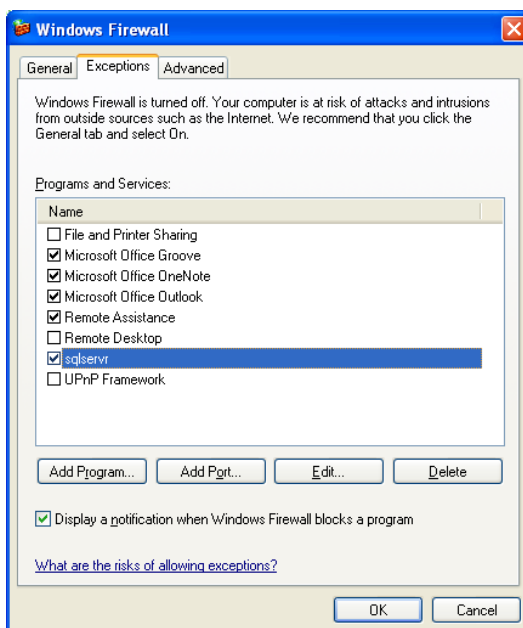 Windows Firewall
General Exceptions Advanced
Windows Firewall is turned off. Your computer is at risk of attacks and intrusions
from outside sources such as the Internet. We recommend that you click the
General tab and select On.
Programs and Services:
Name
File and Printer Sharing
Microsoft Office Groove
Microsoft Office OneNote
Microsoft Office Outlook
Remote Assistance
Remote Desktop
sqlservr
UPnP Framework
Add Program... Add Port... Edit... Delete
Display a notification when Windows Firewall blocks a program
What are the risks of allowing exceptions?
OK Cancel